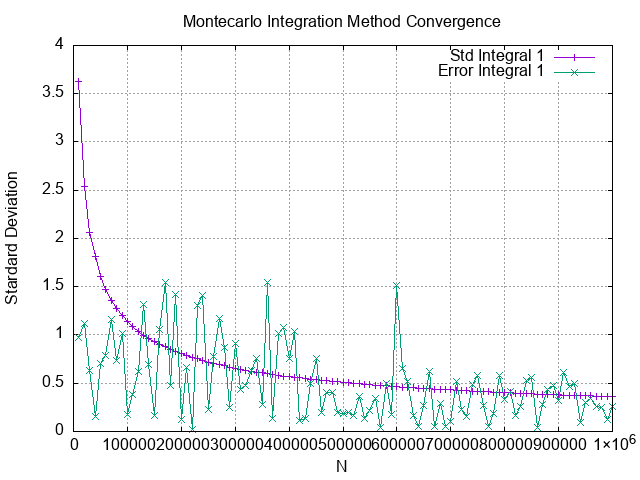 Montecarlo Integration Method Convergence
Std Integral 1
Error Integral 1
Stardard Deviation
4
3.5
3
2.5
2
1.5
1
0.5
0
0 100000 200000 300000 400000 500000 600000 700000 800000 900000 1×10⁶
N